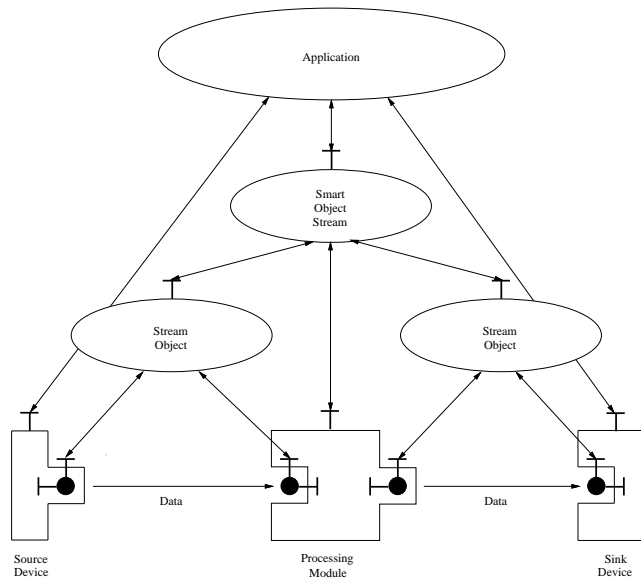 Application
Smart
Object
Stream
Stream
Object
Stream
Object
Data
Data
Source
Device
Processing
Module
Sink
Device